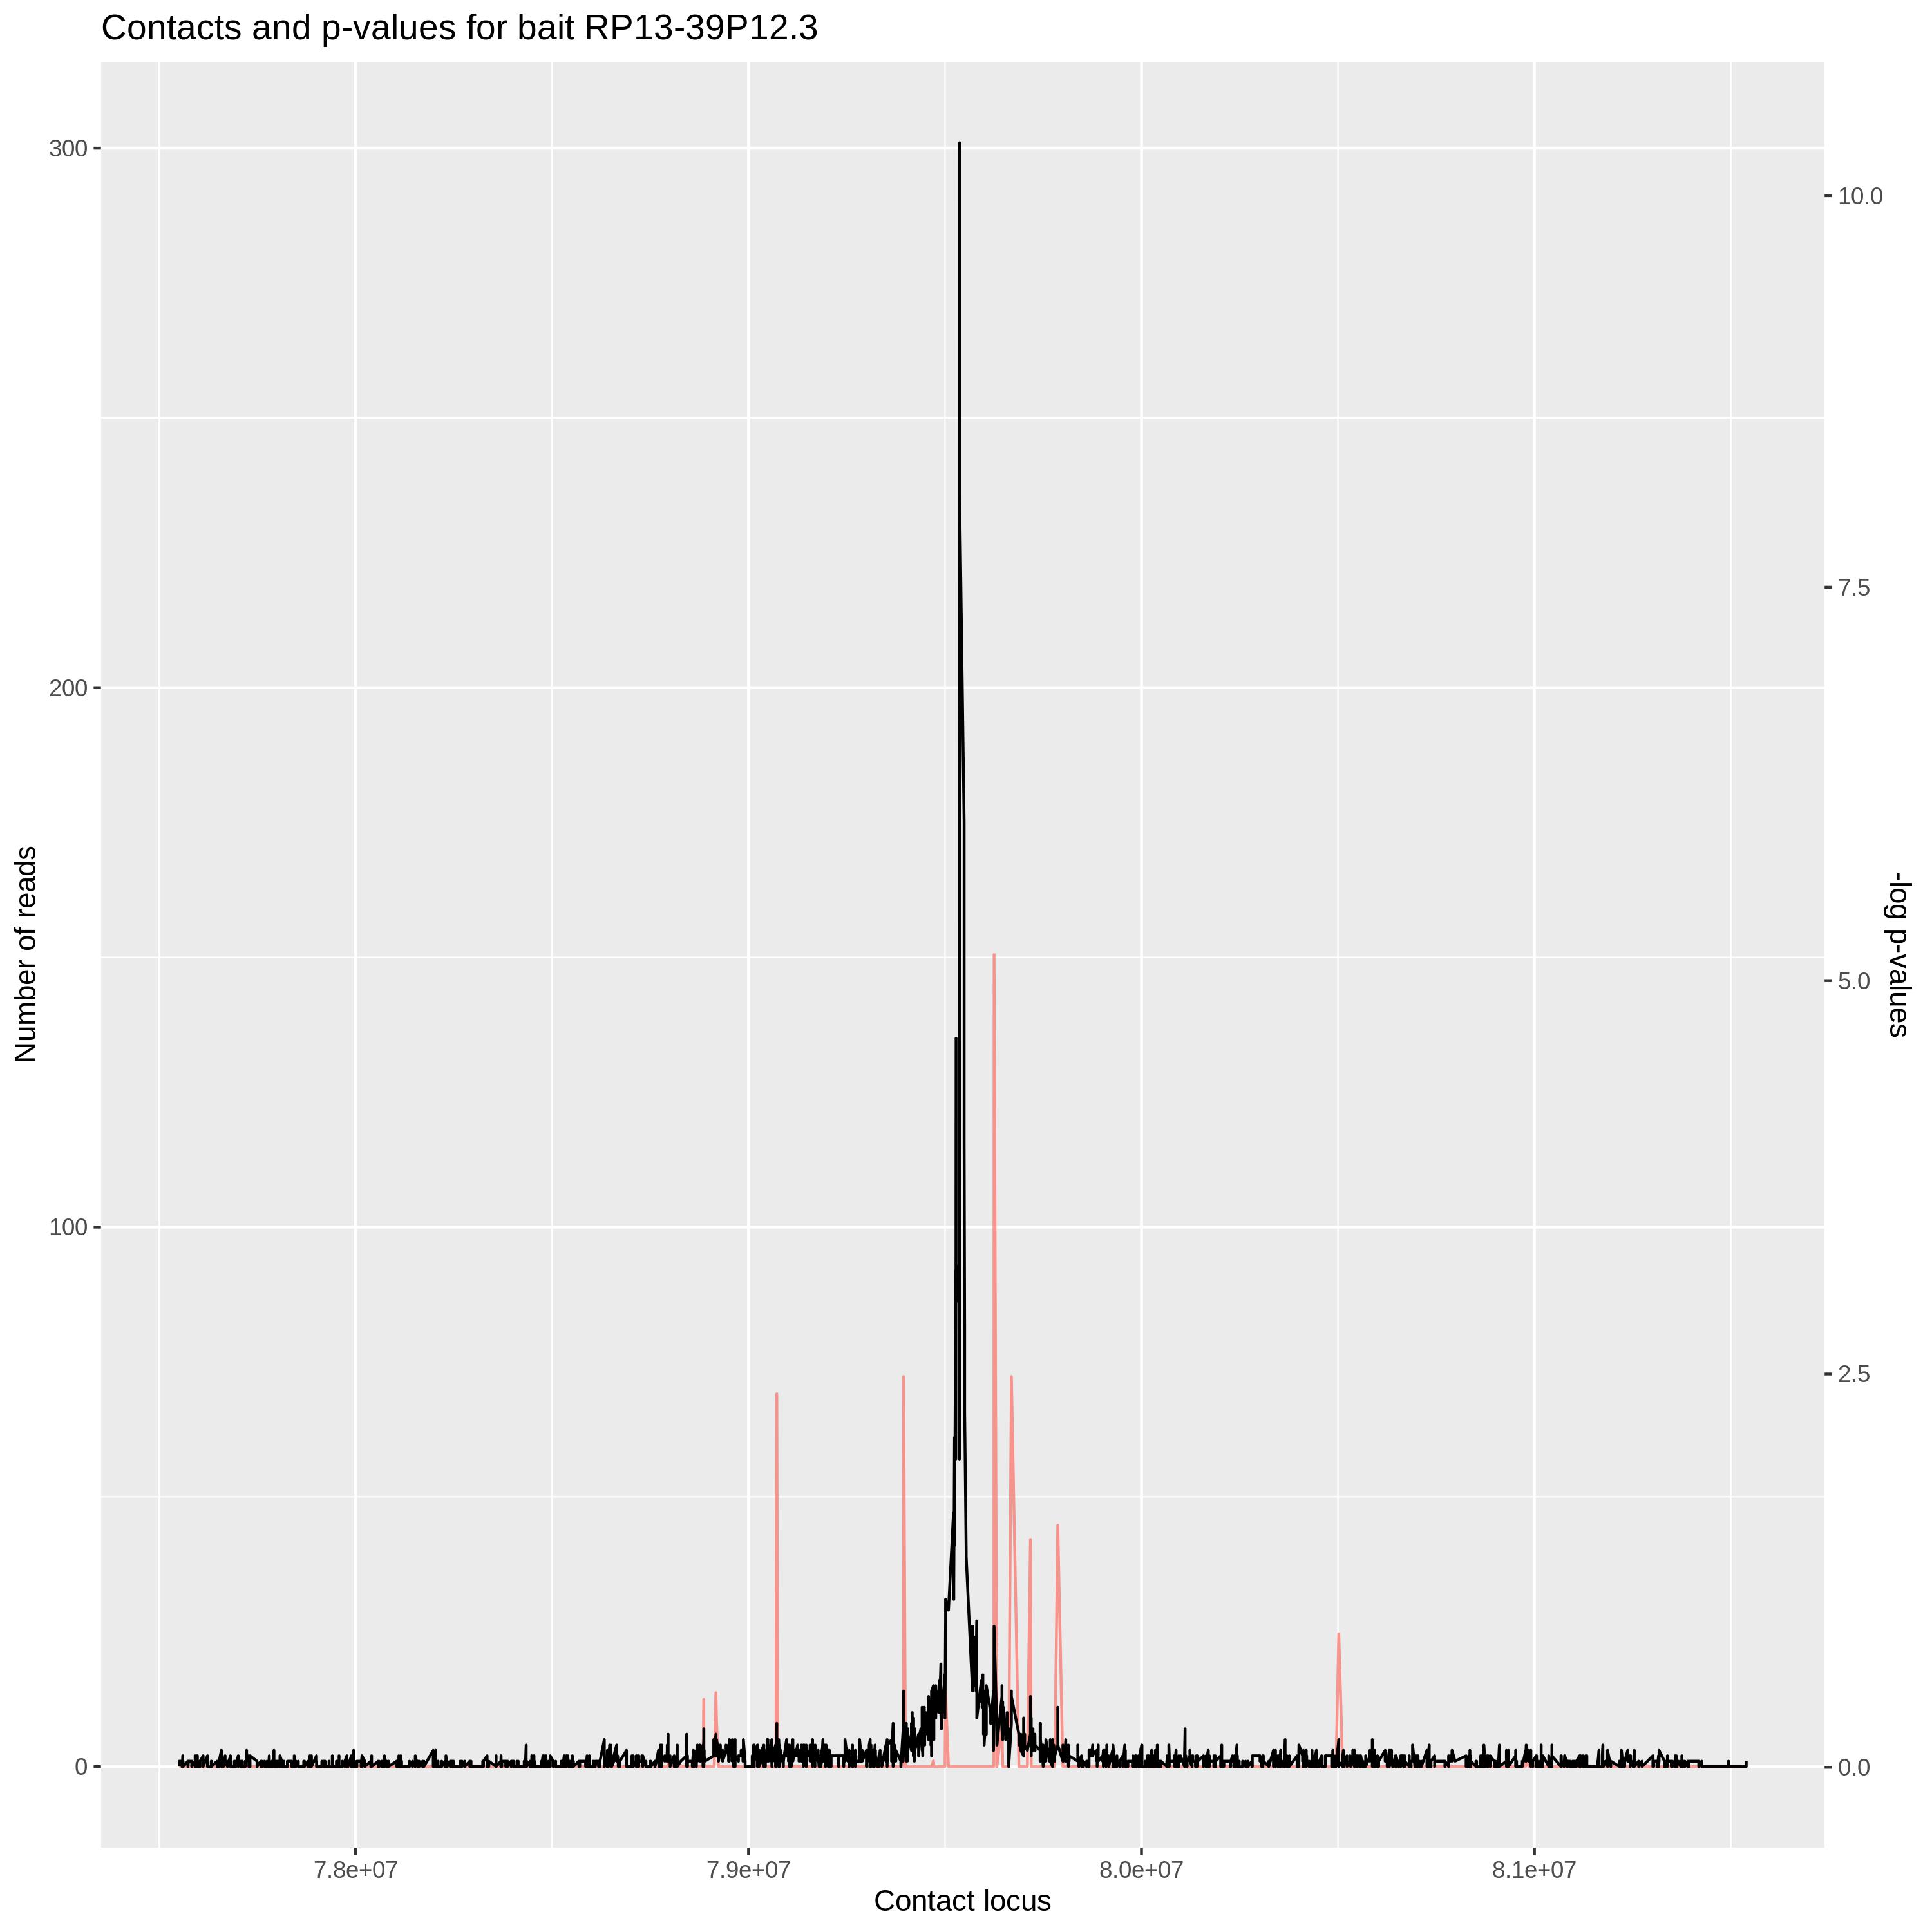 Contacts and p-values for bait RP13-39P12.3
300
200
100
0
Number of reads
10.0
7.5
5.0
2.5
0.0
-log p-values
7.8e+07
7.9e+07
8.0e+07
8.1e+07
Contact locus